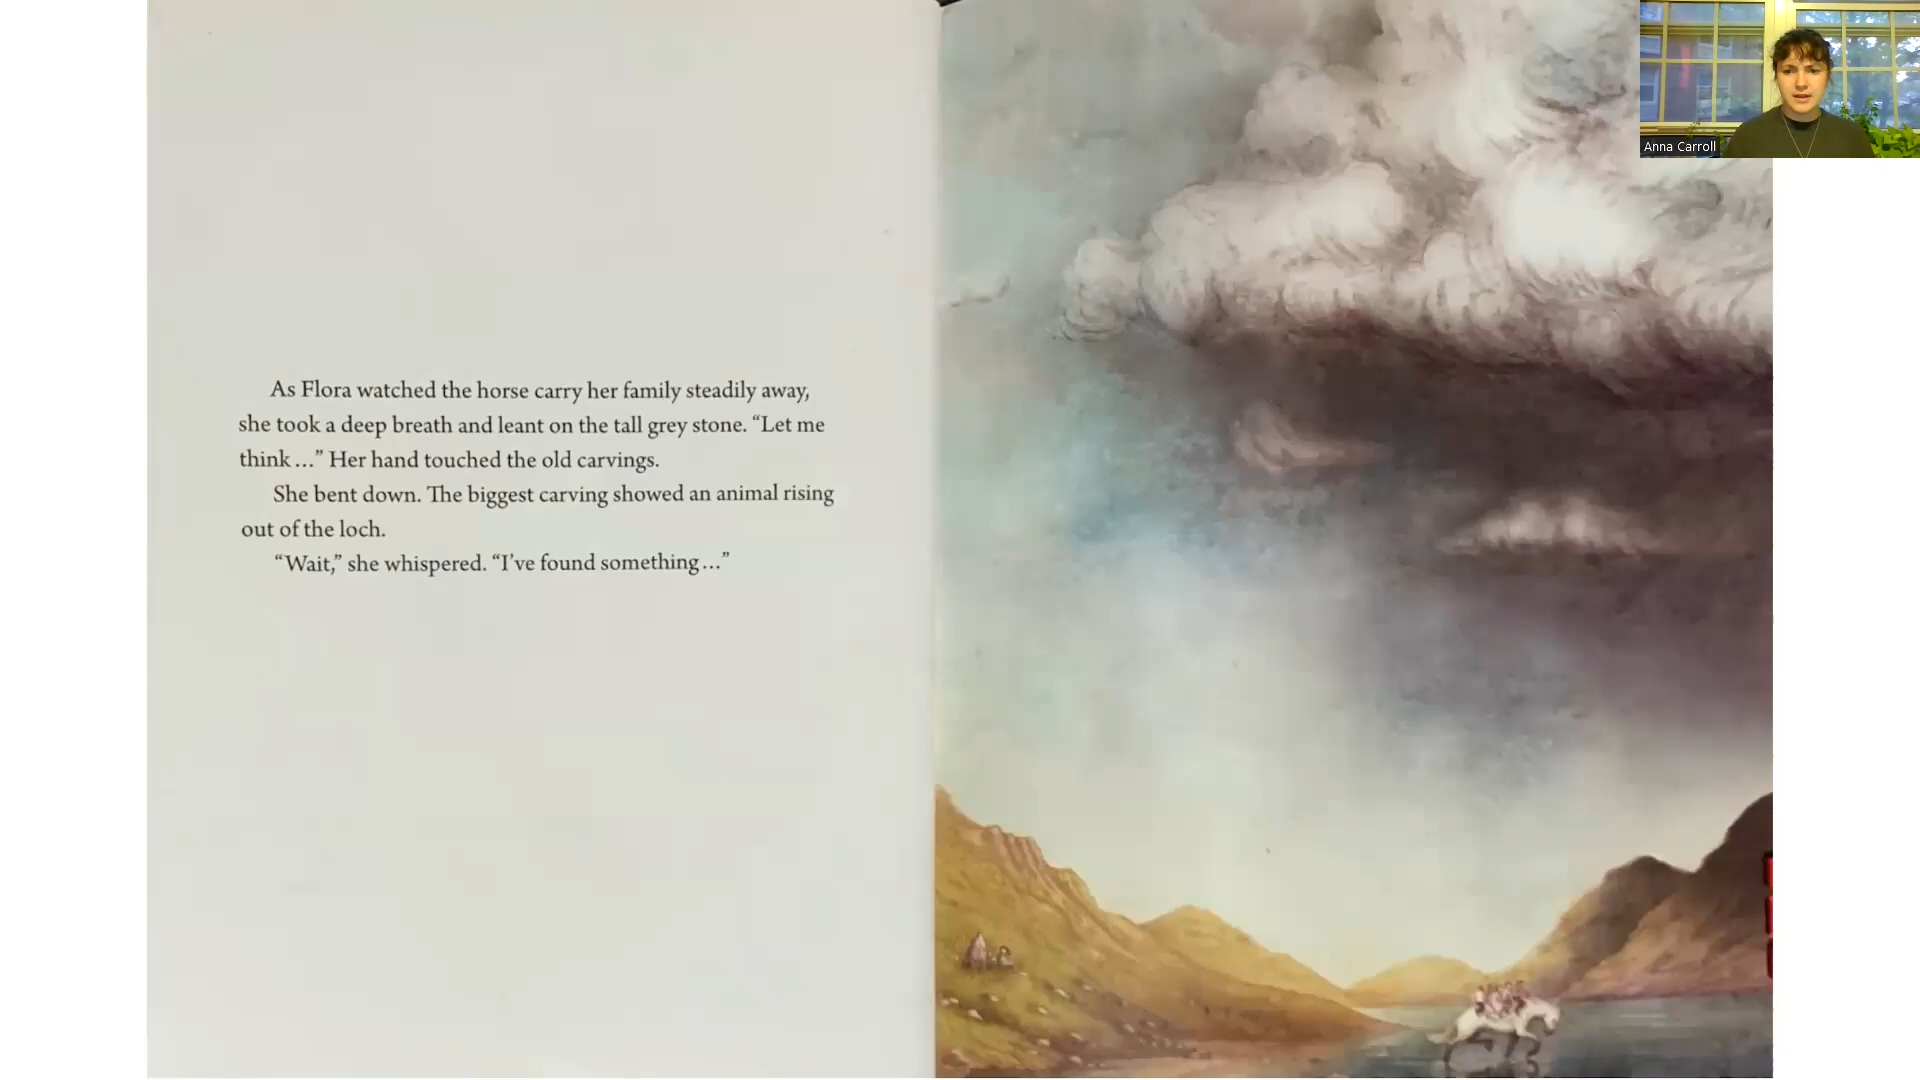 As Flora watched the horse carry her family steadily away,
she took a deep breath and leant on the tall grey stone. “Let me
think …” Her hand touched the old carvings.
She bent down. The biggest carving showed an animal rising
out of the loch.
“Wait,” she whispered. “I’ve found something …”
Anna Carroll